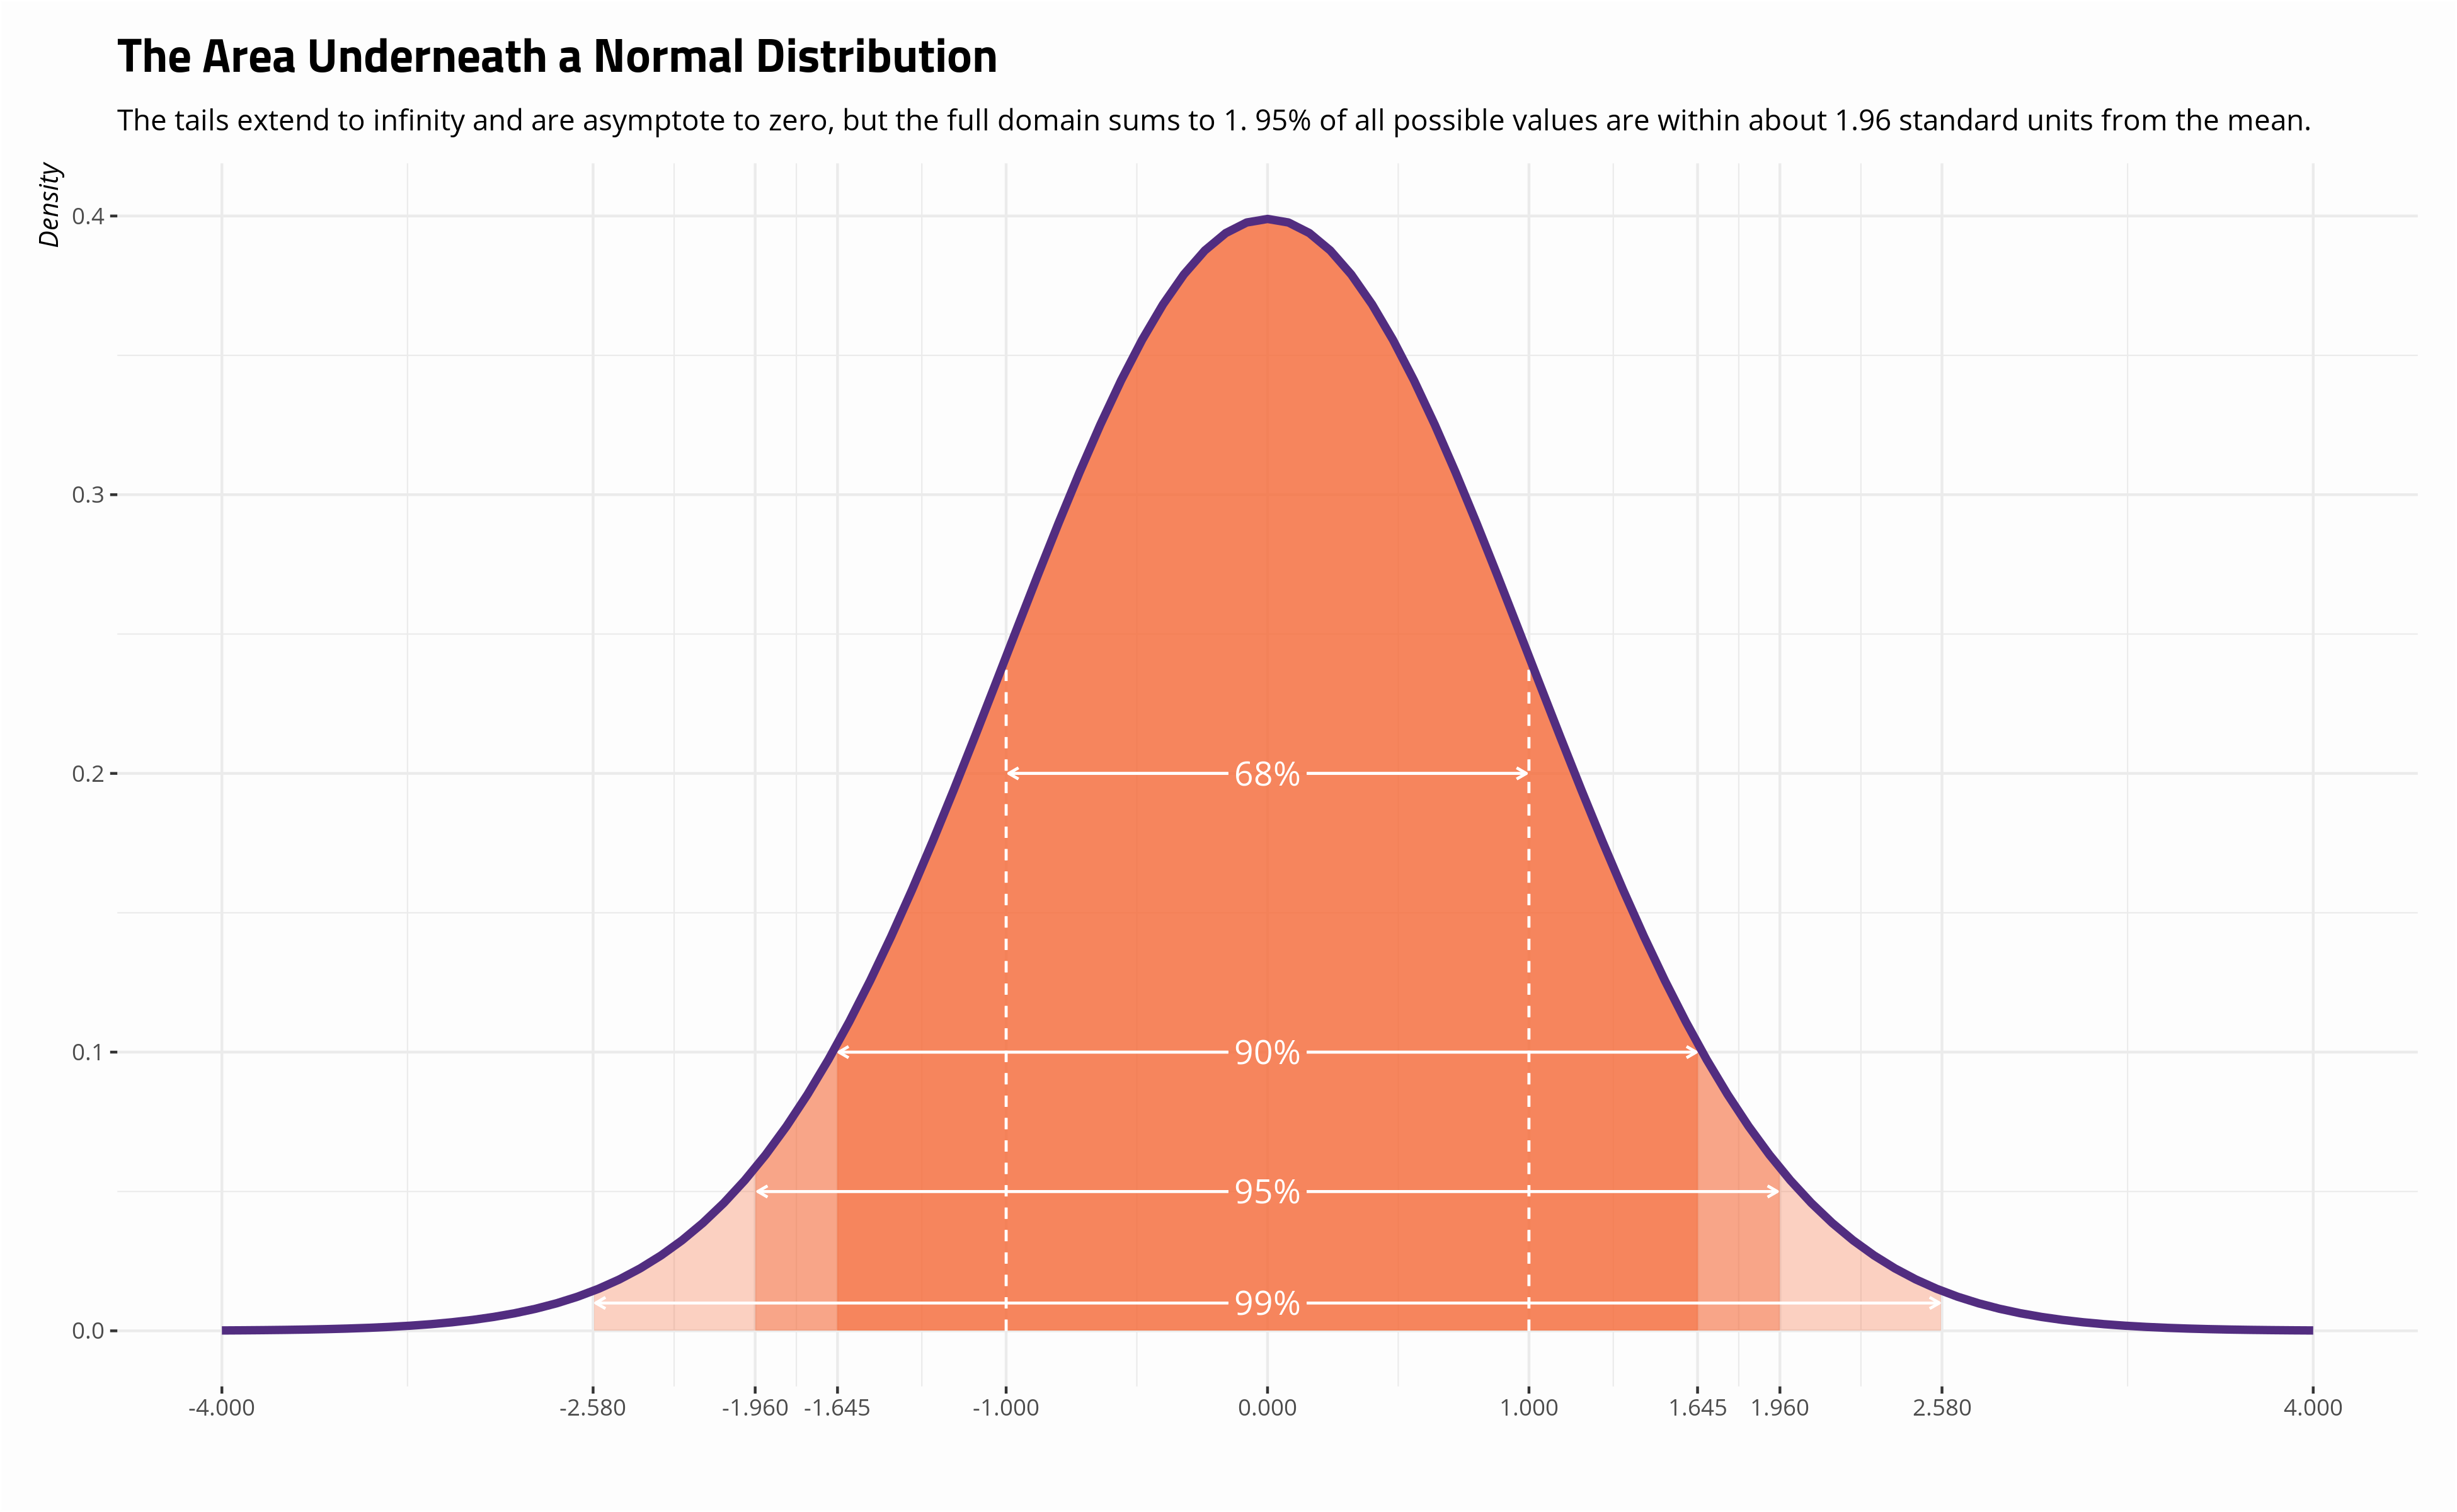 The Area Underneath a Normal Distribution
The tails extend to infinity and are asymptote to zero, but the full domain sums to 1. 95% of all possible values are within about 1.96 standard units from the mean.
Density
0.4
0.3
0.2
0.1
0.0
68%
90%
95%
99%
-4.000 -2.580 -1.960 -1.645 -1.000 0.000 1.000 1.645 1.960 2.580 4.000